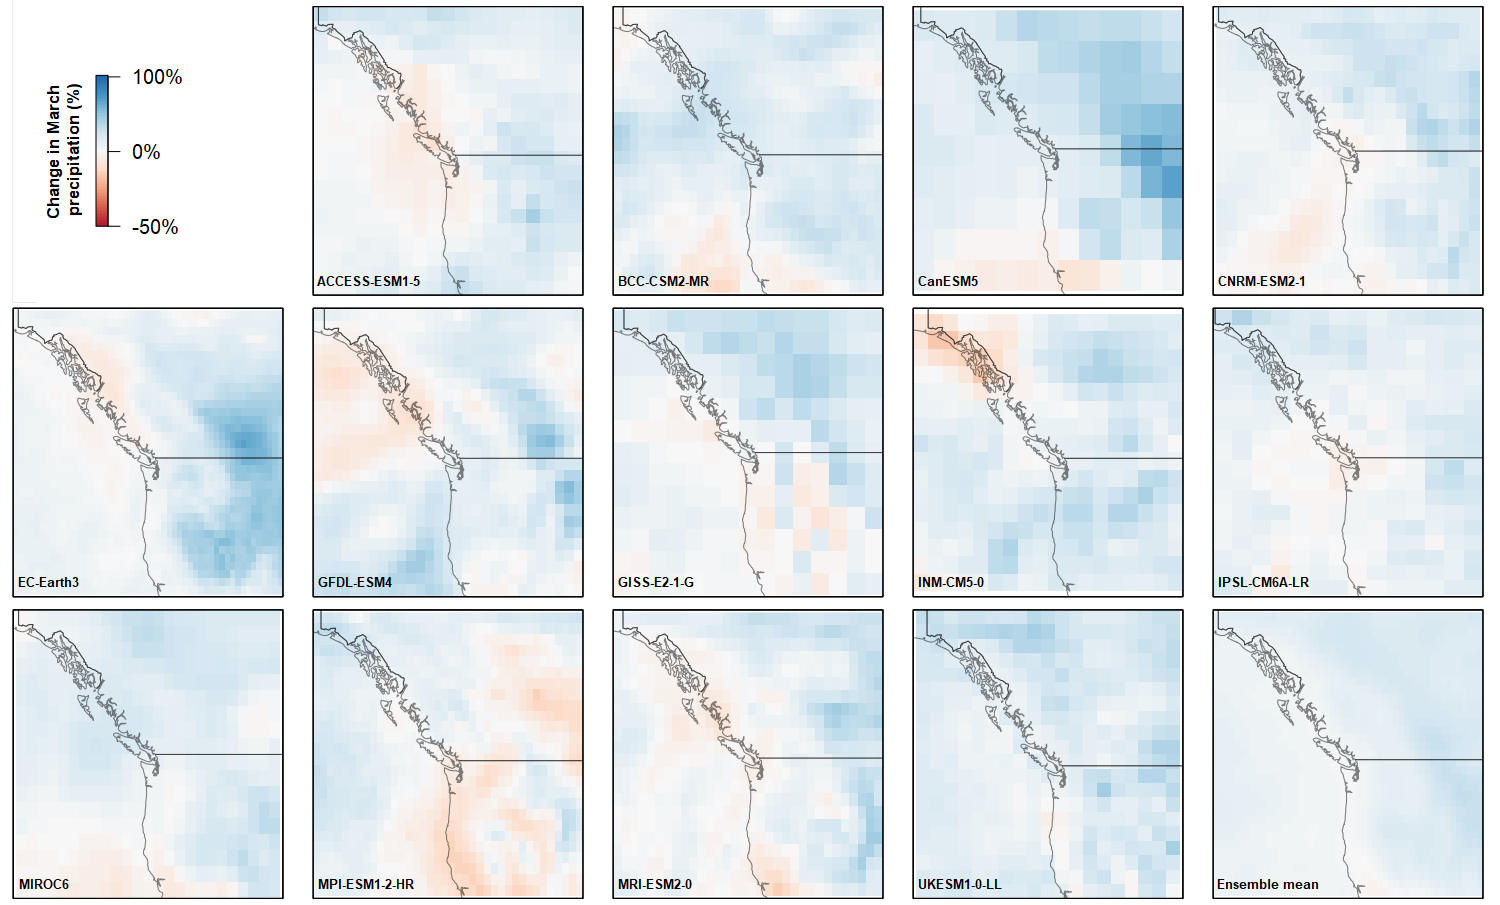 Change in March
precipitation (%)
100%
0%
-50%
ACCESS-ESM1-5
BCC-CSM2-MR
CanESM5
CNRM-ESM2-1
EC-Earth3
GFDL-ESM4
GISS-E2-1-G
INM-CM5-0
IPSL-CM6A-LR
MIROC6
MPI-ESM1-2-HR
MRI-ESM2-0
UKESM1-0-LL
Ensemble mean